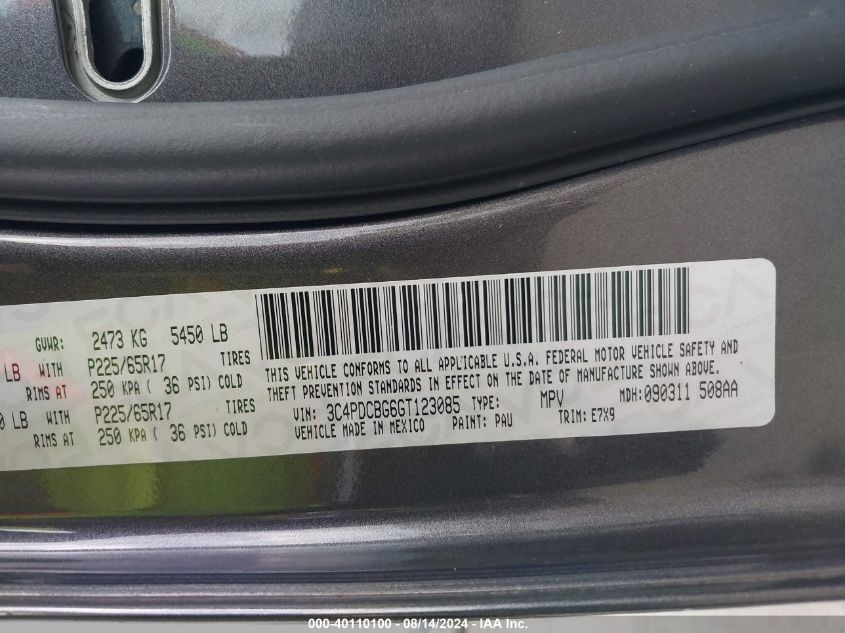 GVWR: 2473 KG 5450 LB
LB WITH P225/65R17 TIRES
RIMS AT 250 KPA ( 36 PSI) COLD
0 LB WITH P225/65R17 TIRES
RIMS AT 250 KPA ( 36 PSI) COLD
THIS VEHICLE CONFORMS TO ALL APPLICABLE U.S.A. FEDERAL MOTOR VEHICLE SAFETY AND
THEFT PREVENTION STANDARDS IN EFFECT ON THE DATE OF MANUFACTURE SHOWN ABOVE.
VIN: 3C4PDCBG6GT123085 TYPE: MPV MDH: 090311 508AA
VEHICLE MADE IN MEXICO PAINT: PAU TRIM: E7X9
000-40110100 - 08/14/2024 - IAA Inc.